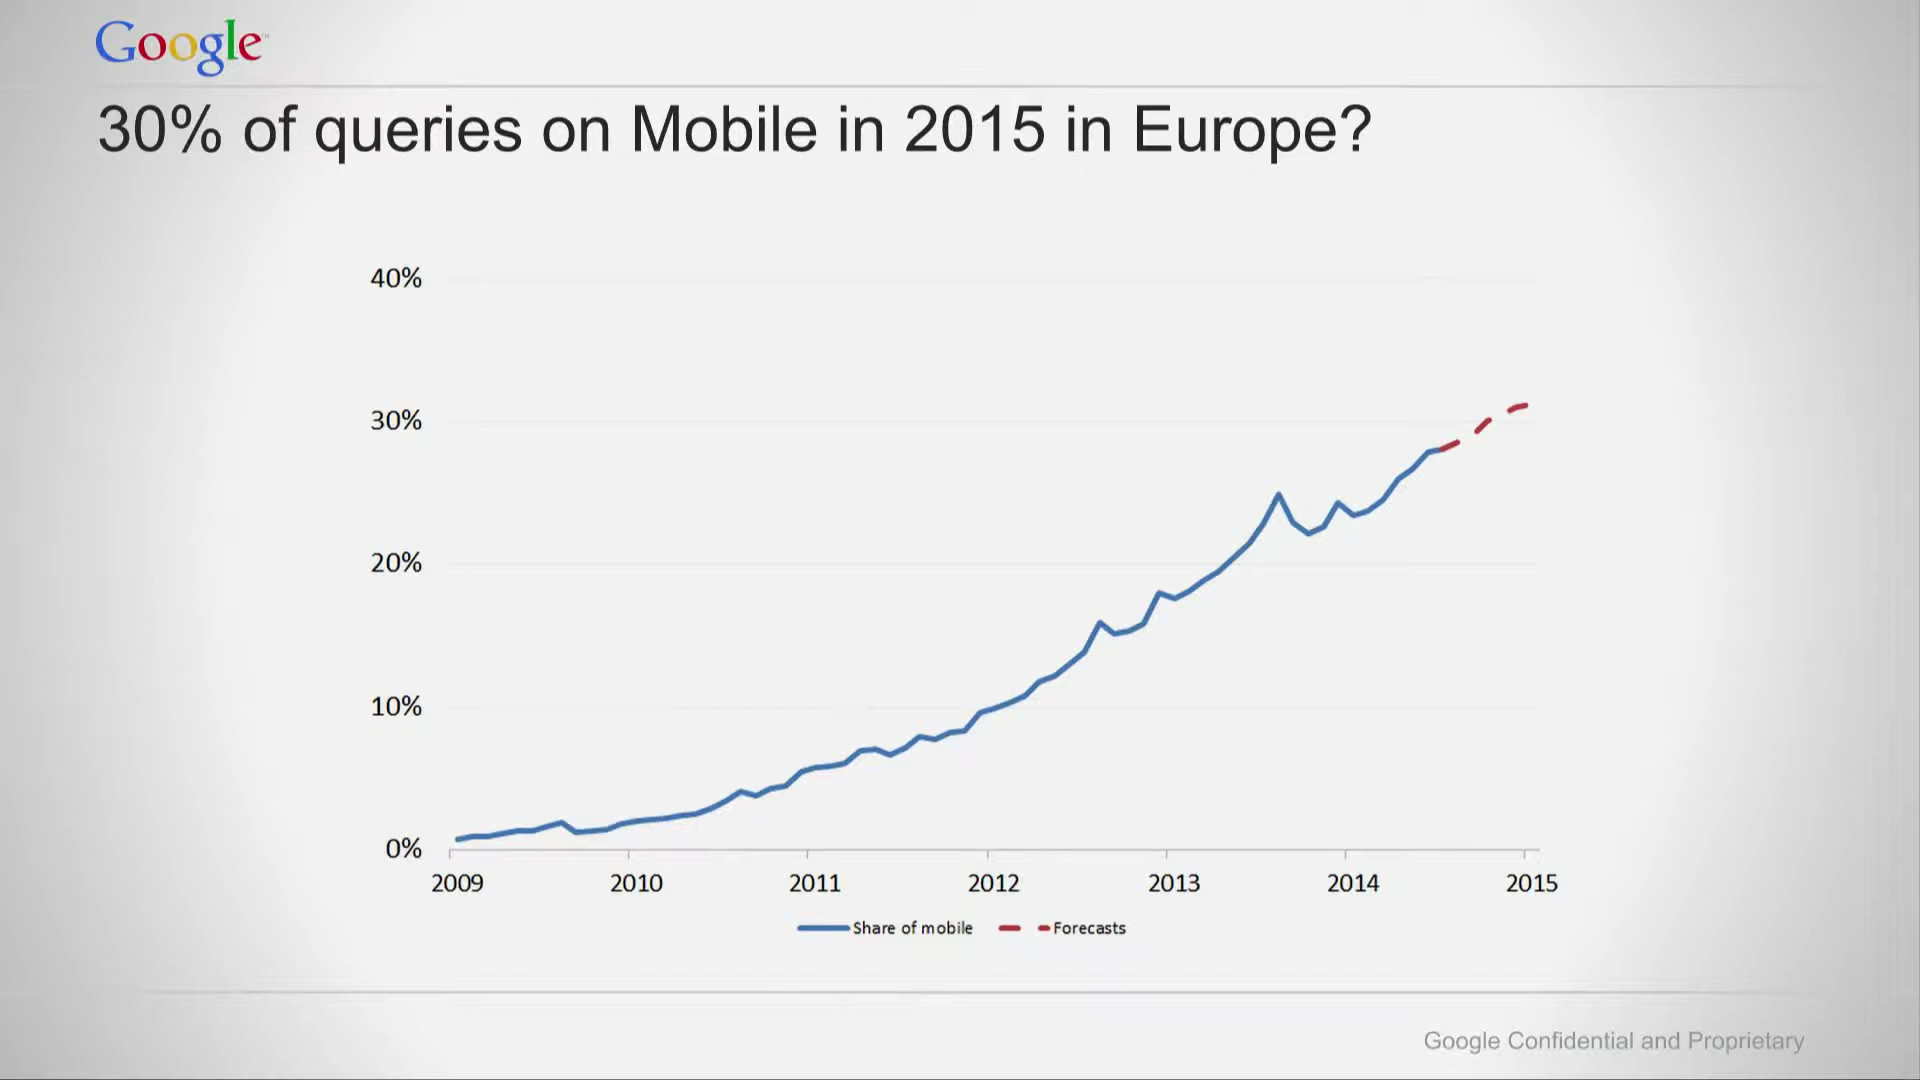 Google™
30% of queries on Mobile in 2015 in Europe?
40%
30%
20%
10%
0%
2009 2010 2011 2012 2013 2014 2015
Share of mobile Forecasts
Google Confidential and Proprietary